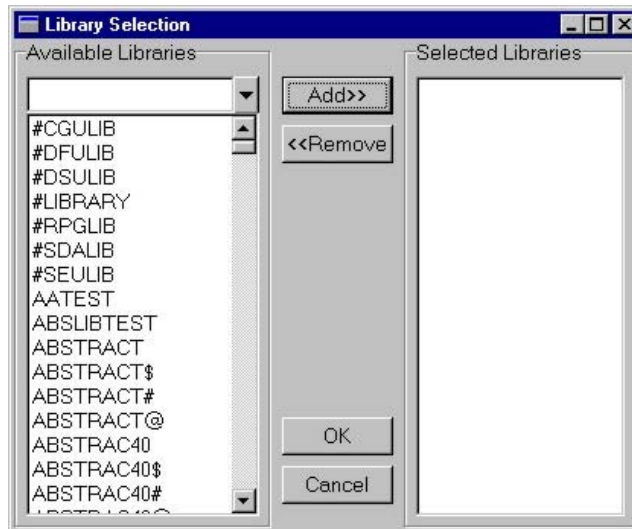 Library Selection
Available Libraries
Selected Libraries
Add>>
<<Remove
#CGULIB
#DFULIB
#DSULIB
#LIBRARY
#RPGLIB
#SDALIB
#SEULIB
AATEST
ABSLIBTEST
ABSTRACT
ABSTRACT$
ABSTRACT#
ABSTRACT@
ABSTRAC40
ABSTRAC40$
ABSTRAC40#
OK
Cancel